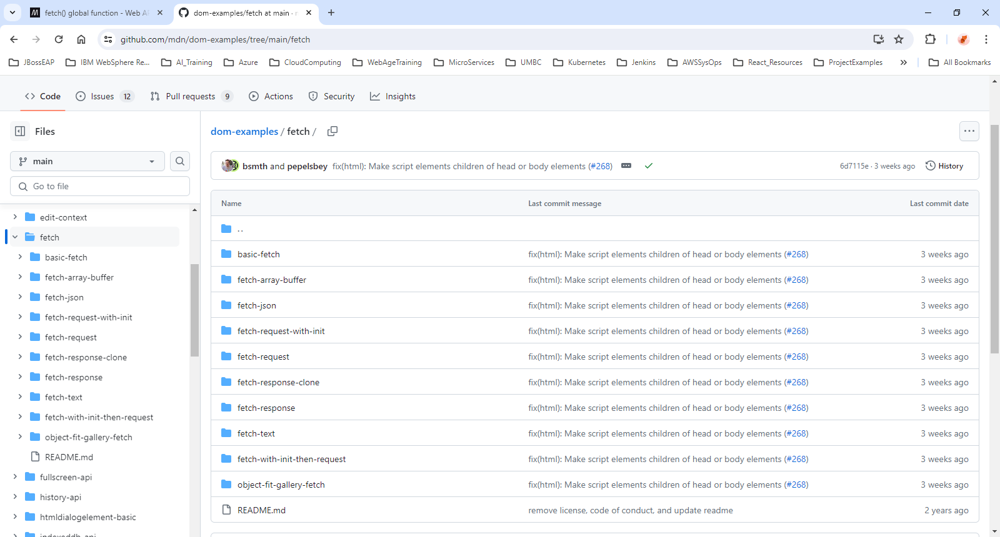 fetch() global function - Web A
dom-examples/fetch at main ·
github.com/mdn/dom-examples/tree/main/fetch
JBossEAP IBM WebSphere Re... AI_Training Azure CloudComputing WebAgeTraining MicroServices UMBC Kubernetes Jenkins AWSSysOps React_Resources ProjectExamples » All Bookmarks
Code Issues 12 Pull requests 9 Actions Security Insights
Files
main
Go to file
edit-context
fetch
basic-fetch
fetch-array-buffer
fetch-json
fetch-request-with-init
fetch-request
fetch-response-clone
fetch-response
fetch-text
fetch-with-init-then-request
object-fit-gallery-fetch
README.md
fullscreen-api
history-api
htmldialogelement-basic
indexeddb-api
dom-examples / fetch /
bsmth and pepelsbey fix(html): Make script elements children of head or body elements (#268) 6d7115e · 3 weeks ago History
Name Last commit message Last commit date
..
basic-fetch fix(html): Make script elements children of head or body elements (#268) 3 weeks ago
fetch-array-buffer fix(html): Make script elements children of head or body elements (#268) 3 weeks ago
fetch-json fix(html): Make script elements children of head or body elements (#268) 3 weeks ago
fetch-request-with-init fix(html): Make script elements children of head or body elements (#268) 3 weeks ago
fetch-request fix(html): Make script elements children of head or body elements (#268) 3 weeks ago
fetch-response-clone fix(html): Make script elements children of head or body elements (#268) 3 weeks ago
fetch-response fix(html): Make script elements children of head or body elements (#268) 3 weeks ago
fetch-text fix(html): Make script elements children of head or body elements (#268) 3 weeks ago
fetch-with-init-then-request fix(html): Make script elements children of head or body elements (#268) 3 weeks ago
object-fit-gallery-fetch fix(html): Make script elements children of head or body elements (#268) 3 weeks ago
README.md remove license, code of conduct, and update readme 2 years ago